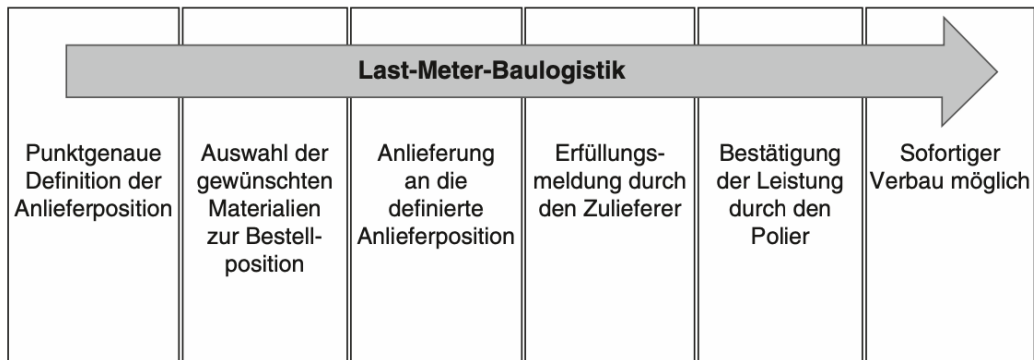 Last-Meter-Baulogistik
Punktgenaue
Definition der
Anlieferposition
Auswahl der
gewünschten
Materialien
zur Bestell-
position
Anlieferung
an die
definierte
Anlieferposition
Erfüllungs-
meldung durch
den Zulieferer
Bestätigung
der Leistung
durch den
Polier
Sofortiger
Verbau möglich